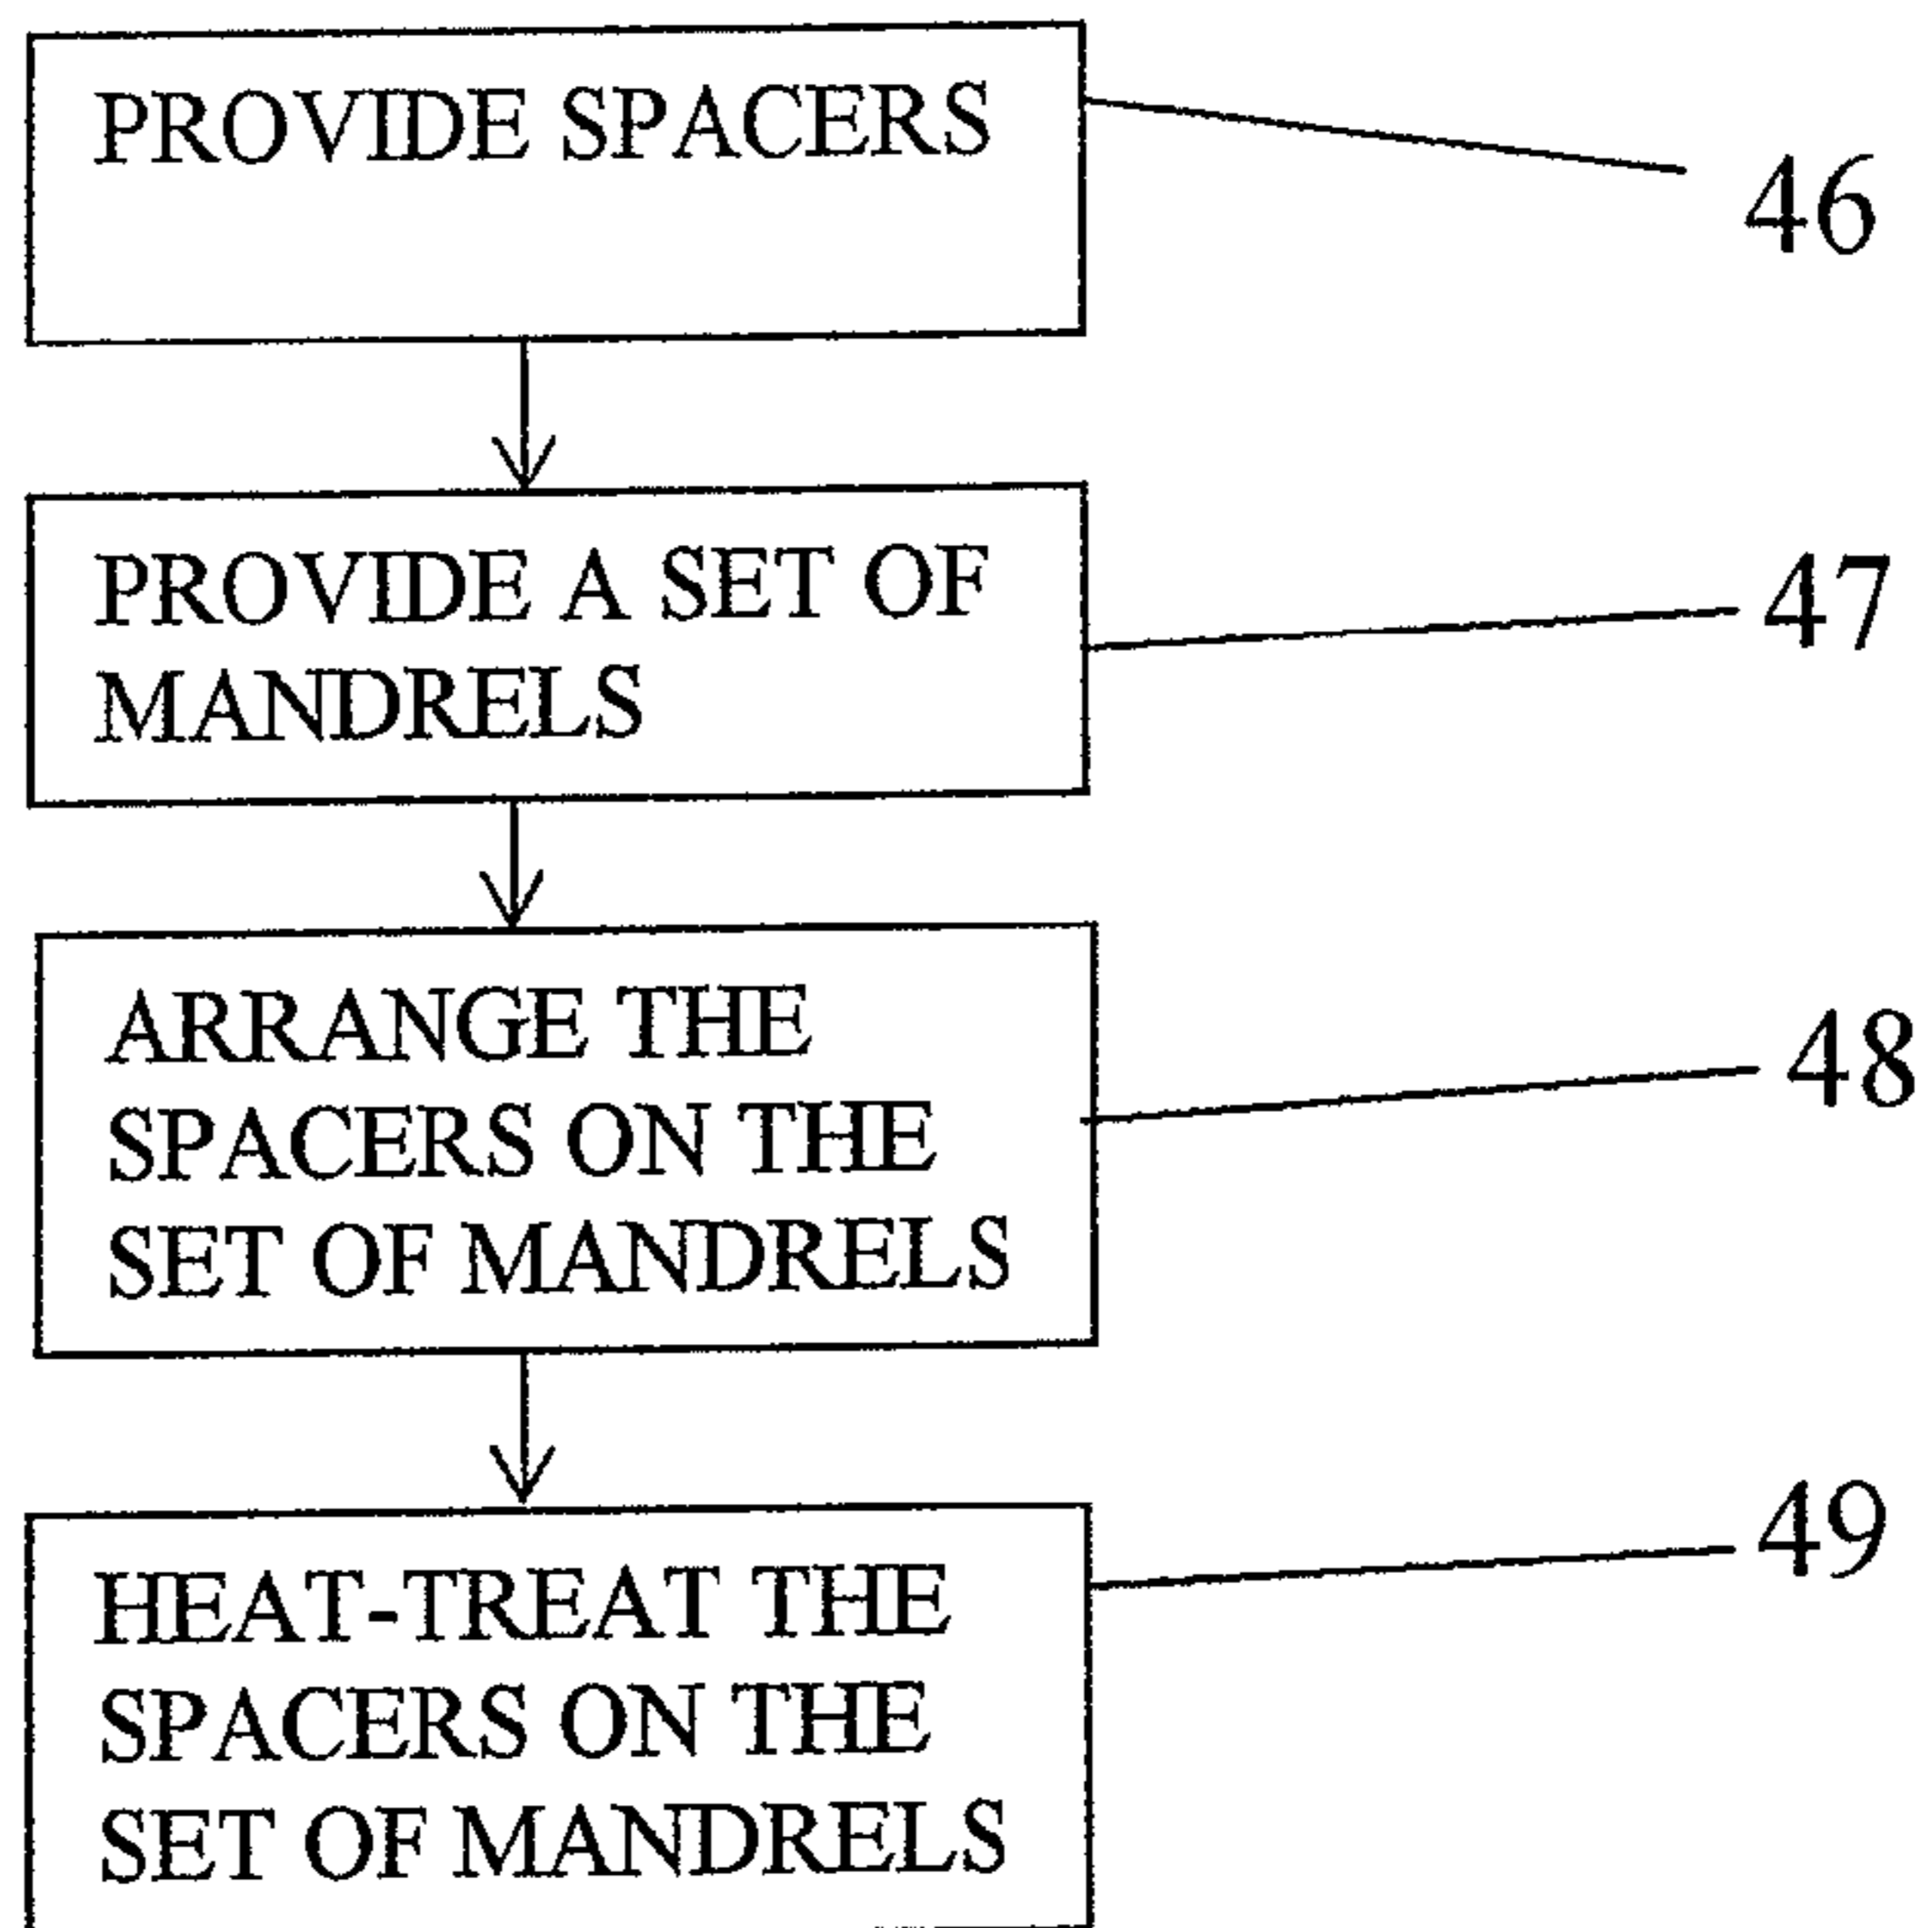 PROVIDE SPACERS
46
PROVIDE A SET OF
MANDRELS
47
ARRANGE THE
SPACERS ON THE
SET OF MANDRELS
48
HEAT-TREAT THE
SPACERS ON THE
SET OF MANDRELS
49